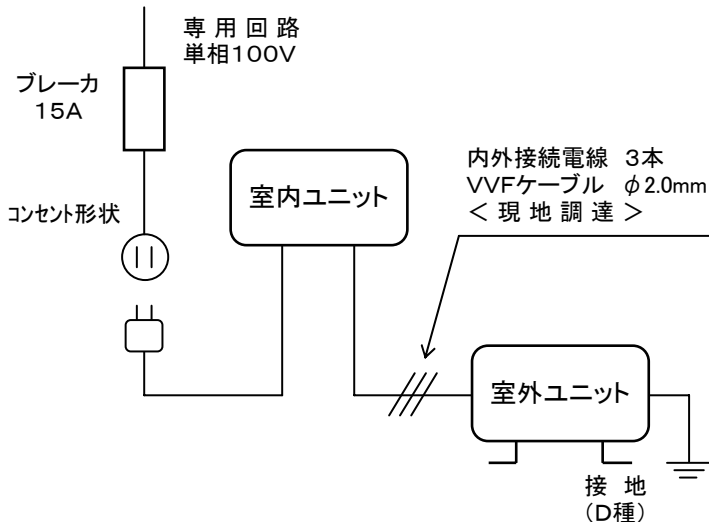 専用回路
単相100V
ブレーカ
15A
コンセント形状
室内ユニット
内外接続電線 3本
VVFケーブル φ2.0mm
<現地調達>
室外ユニット
接地
(D種)